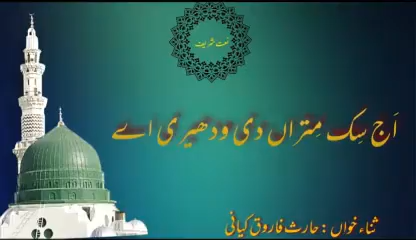 نعت شریف
اَج سِک مِتراں دی ودھیری اے
ثناء خواں : حارث فاروق کیانی